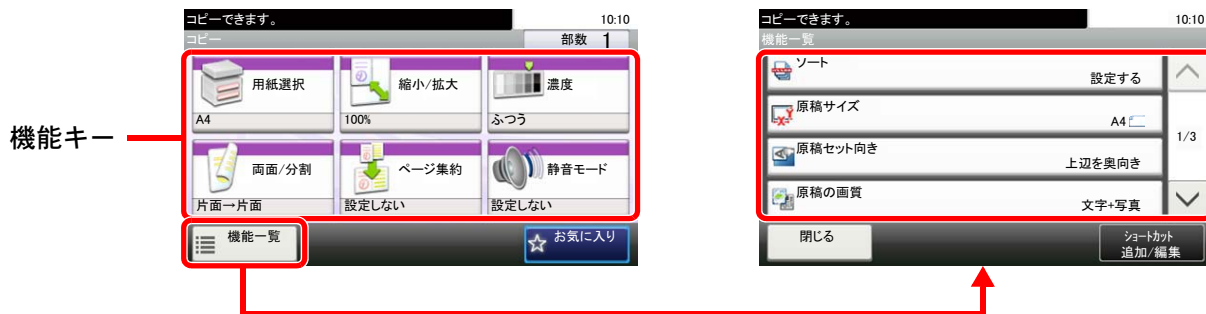 コピーできます。 10:10
コピー 部数 1
用紙選択 縮小/拡大 濃度
A4 100% ふつう
機能キー
両面/分割 ページ集約 静音モード
片面→片面 設定しない 設定しない
機能一覧 お気に入り
コピーできます。 10:10
機能一覧
ソート
設定する
原稿サイズ
A4
1/3
原稿セット向き
上辺を奥向き
原稿の画質
文字+写真
閉じる
ショートカット
追加/編集